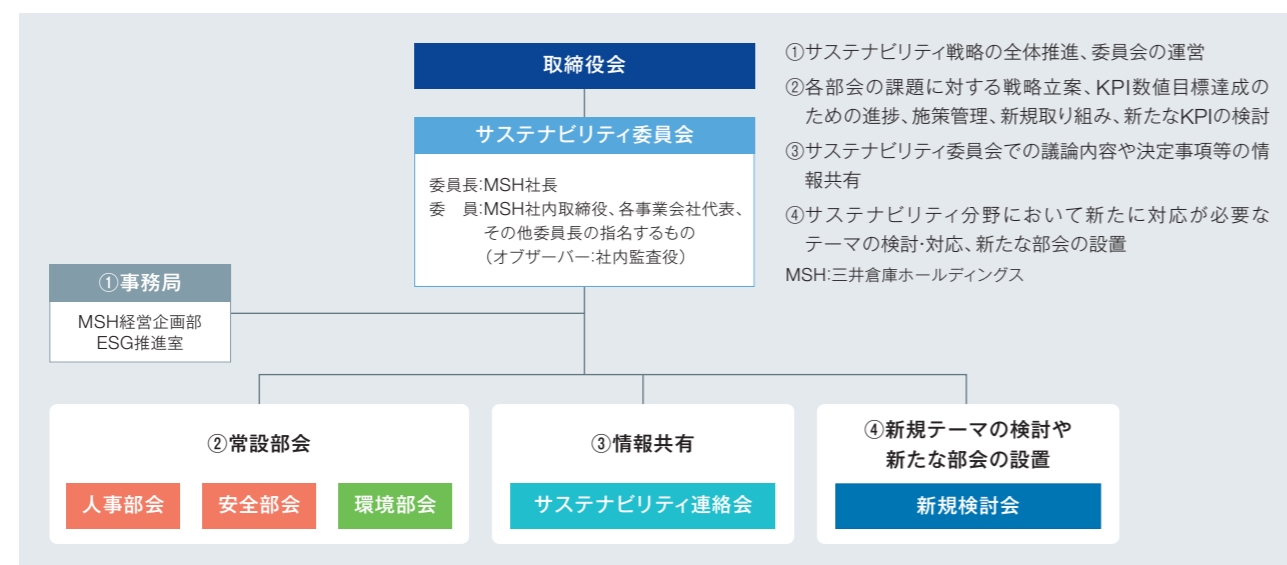 取締役会
サステナビリティ委員会
委員長:MSH社長
委　員:MSH社内取締役、各事業会社代表、
その他委員長の指名するもの
（オブザーバー:社内監査役）
①サステナビリティ戦略の全体推進、委員会の運営
②各部会の課題に対する戦略立案、KPI数値目標達成の
ための進捗、施策管理、新規取り組み、新たなKPIの検討
③サステナビリティ委員会での議論内容や決定事項等の情
報共有
④サステナビリティ分野において新たに対応が必要な
テーマの検討・対応、新たな部会の設置
MSH:三井倉庫ホールディングス
①事務局
MSH経営企画部
ESG推進室
②常設部会
人事部会
安全部会
環境部会
③情報共有
サステナビリティ連絡会
④新規テーマの検討や
新たな部会の設置
新規検討会